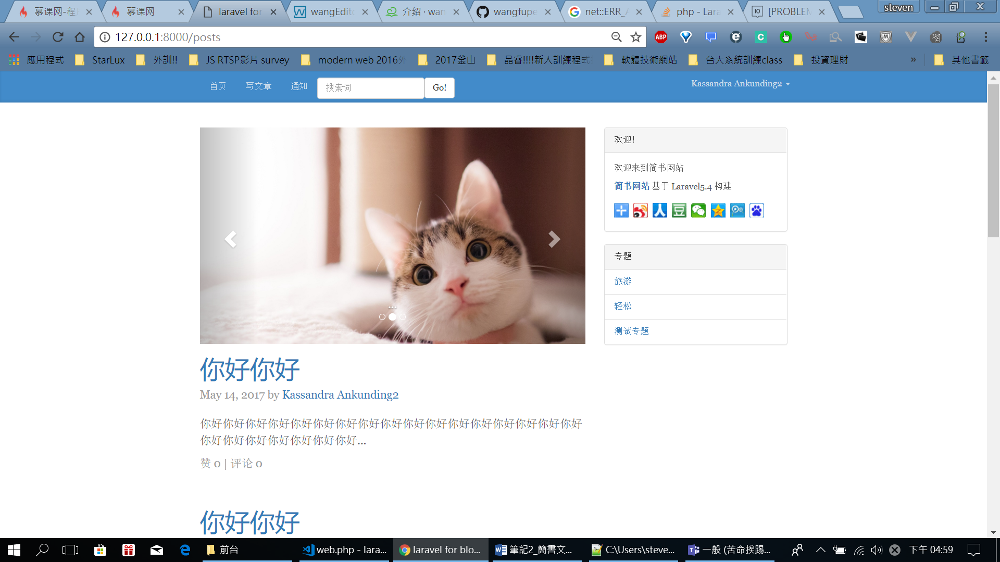 慕课网-程
慕课网
laravel for
wangEdit
介绍 · wan
wangfupe
net::ERR_A
php - Lara
[PROBLEM
steven
127.0.0.1:8000/posts
應用程式
StarLux
外訓!!
JS RTSP影片 survey
modern web 2016外
2017釜山
晶睿!!!!新人訓練程式
軟體技術網站
台大系統訓練class
投資理財
»
其他書籤
首页
写文章
通知
搜索词
Go!
Kassandra Ankunding2
欢迎!
欢迎来到简书网站
简书网站 基于 Laravel5.4 构建
专题
旅游
轻松
测试专题
...
你好你好
May 14, 2017 by Kassandra Ankunding2
你好你好你好你好你好你好你好你好你好你好你好你好你好你好你好你好你好
你好你好你好你好你好你好你好...
赞 0 | 评论 0
你好你好
前台
web.php - lara...
laravel for blo...
筆記2_簡書文...
C:\Users\steve...
一般 (苦命挨踢...
下午 04:59